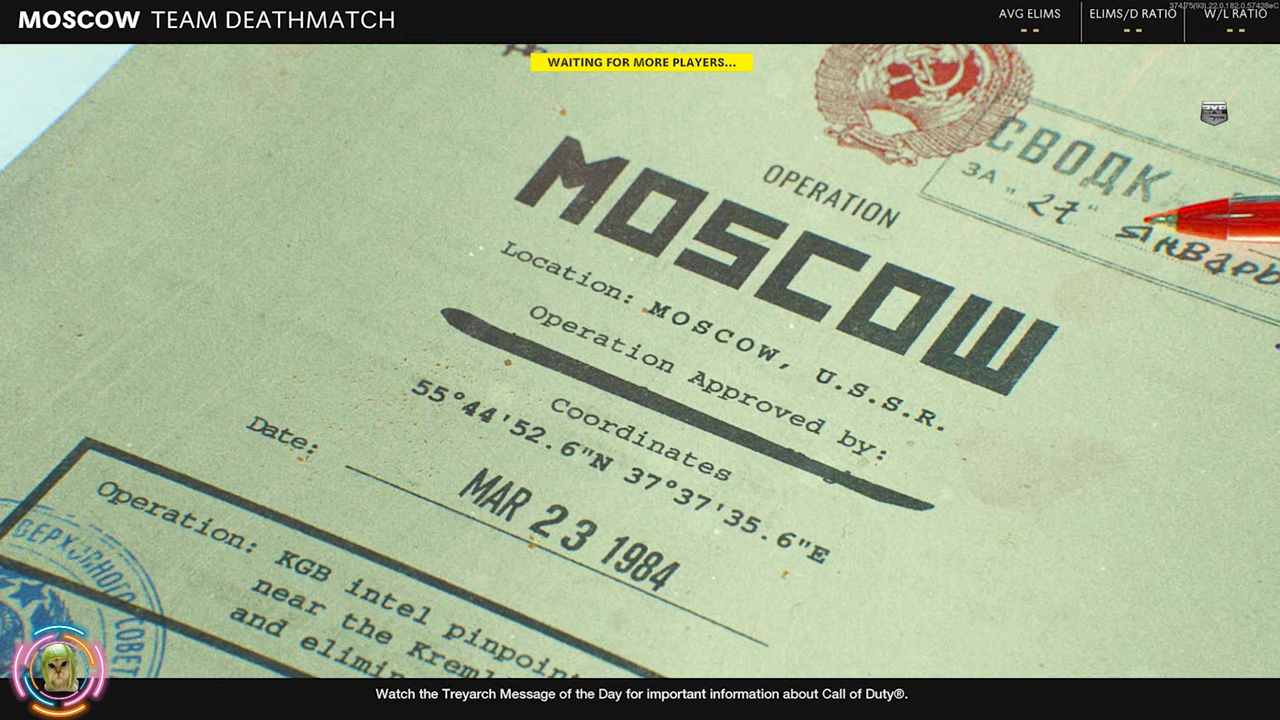 MOSCOW TEAM DEATHMATCH
AVG ELIMS
ELIMS/D RATIO
W/L RATIO
-- -- --
WAITING FOR MORE PLAYERS...
СВОДК
ЗА "27" январь
OPERATION
MOSCOW
Location: MOSCOW, U.S.S.R.
Operation Approved by:
Coordinates
55°44'52.6"N 37°37'35.6"E
Date:
MAR 23 1984
Operation: KGB intel pinpoint
near the Kreml
and elimin
ВЕРХОВНОГО СОВЕТ
Watch the Treyarch Message of the Day for important information about Call of Duty®.